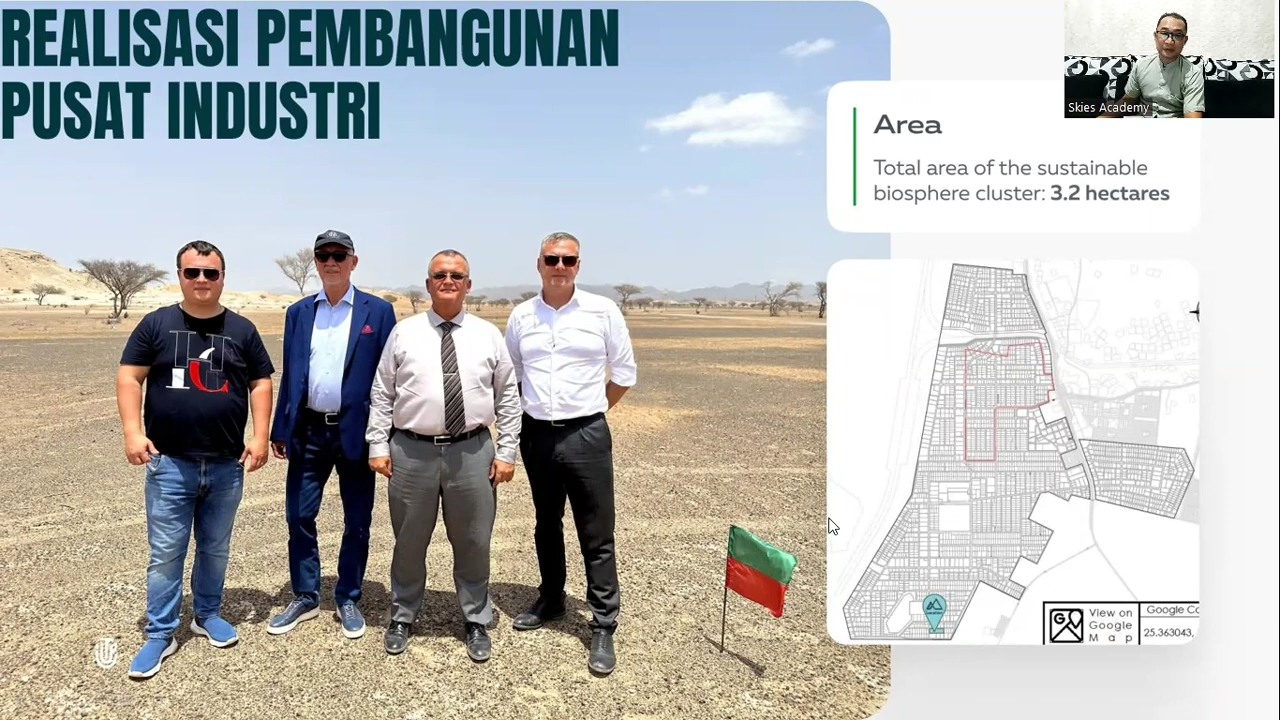 REALISASI PEMBANGUNAN
PUSAT INDUSTRI
Skies Academy
Area
Total area of the sustainable
biosphere cluster: 3.2 hectares
View on
Google
Map
Google Co
25.363043,